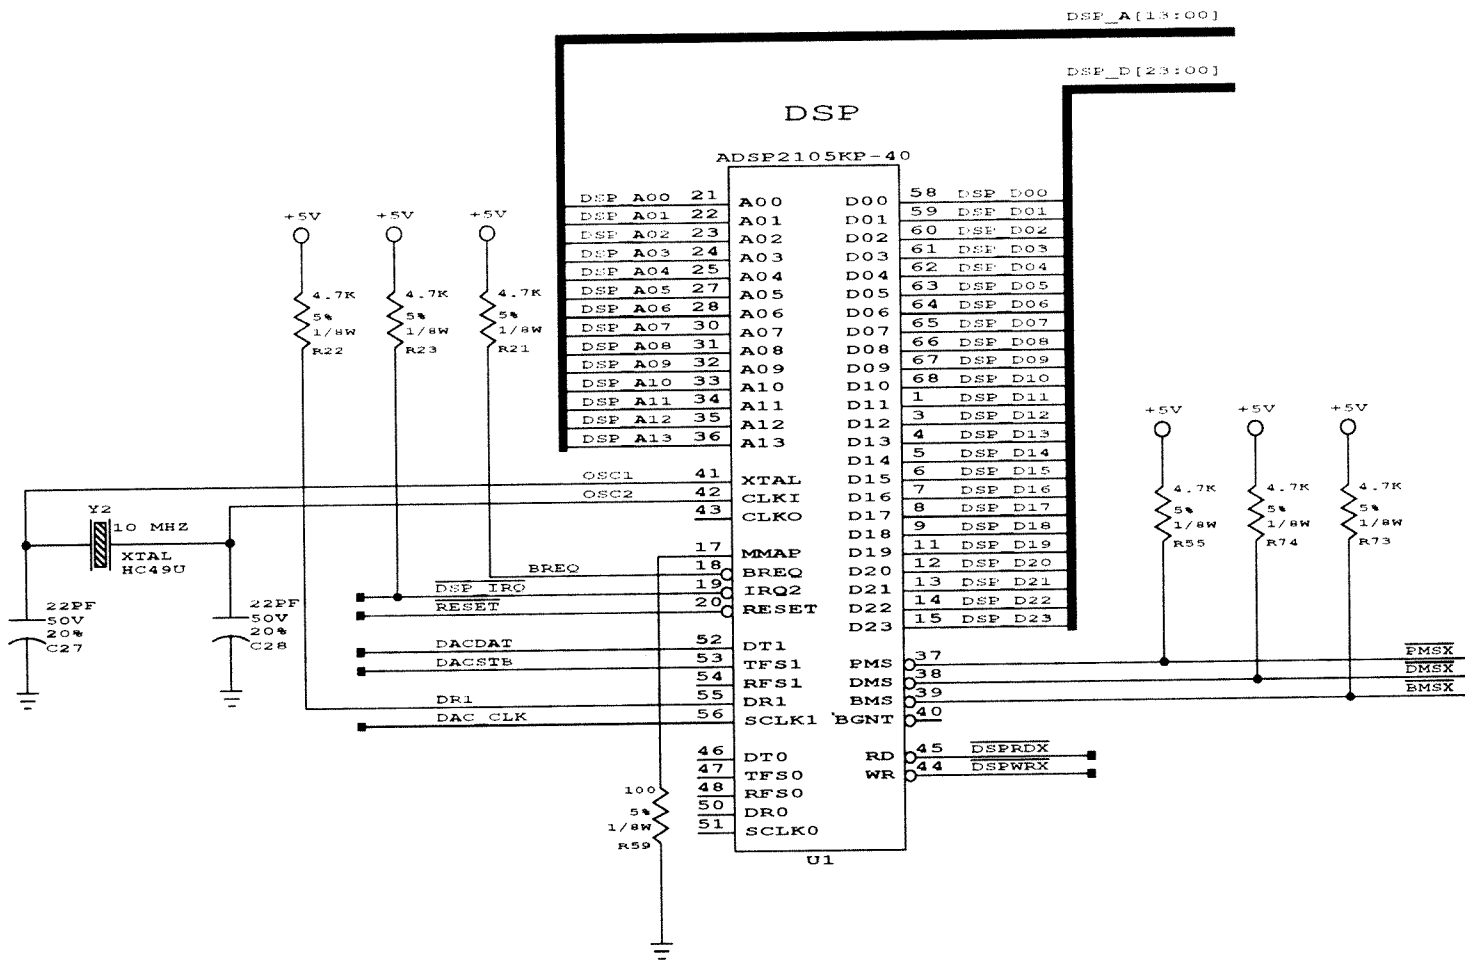 DSP_A[13:00]
DSP_D[23:00]
DSP
ADSP2105KP-40
DSP A00 21 A00 D00 58 DSP D00
DSP A01 22 A01 D01 59 DSP D01
DSP A02 23 A02 D02 60 DSP D02
DSP A03 24 A03 D03 61 DSP D03
DSP A04 25 A04 D04 62 DSP D04
DSP A05 27 A05 D05 63 DSP D05
DSP A06 28 A06 D06 64 DSP D06
DSP A07 30 A07 D07 65 DSP D07
DSP A08 31 A08 D08 66 DSP D08
DSP A09 32 A09 D09 67 DSP D09
DSP A10 33 A10 D10 68 DSP D10
DSP A11 34 A11 D11 1 DSP D11
DSP A12 35 A12 D12 3 DSP D12
DSP A13 36 A13 D13 4 DSP D13
D14 5 DSP D14
OSC1 41 XTAL D15 6 DSP D15
OSC2 42 CLKI D16 7 DSP D16
43 CLKO D17 8 DSP D17
D18 9 DSP D18
17 MMAP D19 11 DSP D19
BREQ 18 BREQ D20 12 DSP D20
DSP IRQ 19 IRQ2 D21 13 DSP D21
RESET 20 RESET D22 14 DSP D22
D23 15 DSP D23
DACDAT 52 DT1
DACSTB 53 TFS1 PMS 37 PMSX
54 RFS1 DMS 38 DMSX
DR1 55 DR1 BMS 39 BMSX
DAC CLK 56 SCLK1 BGNT 40
46 DT0 RD 45 DSPRDX
47 TFS0 WR 44 DSPWRX
48 RFS0
50 DR0
51 SCLK0
U1
+5V
4.7K
5%
1/8W
R22
+5V
4.7K
5%
1/8W
R23
+5V
4.7K
5%
1/8W
R21
Y2
10 MHZ
XTAL
HC49U
22PF
50V
20%
C27
22PF
50V
20%
C28
100
5%
1/8W
R59
+5V
4.7K
5%
1/8W
R55
+5V
4.7K
5%
1/8W
R74
+5V
4.7K
5%
1/8W
R73